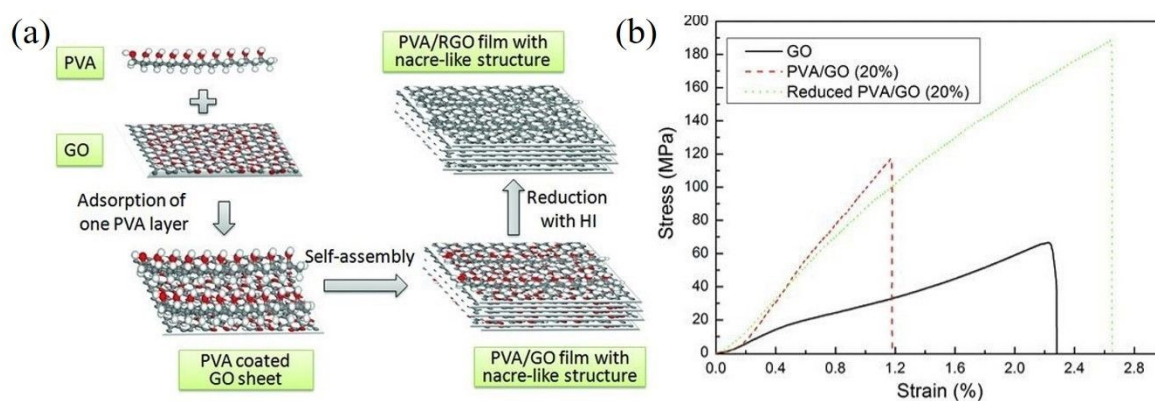 (a)
PVA
GO
Adsorption of
one PVA layer
PVA coated
GO sheet
Self-assembly
PVA/GO film with
nacre-like structure
Reduction
with HI
PVA/RGO film with
nacre-like structure
(b)
GO
PVA/GO (20%)
Reduced PVA/GO (20%)
Stress (MPa)
200
180
160
140
120
100
80
60
40
20
0
0.0 0.4 0.8 1.2 1.6 2.0 2.4 2.8
Strain (%)